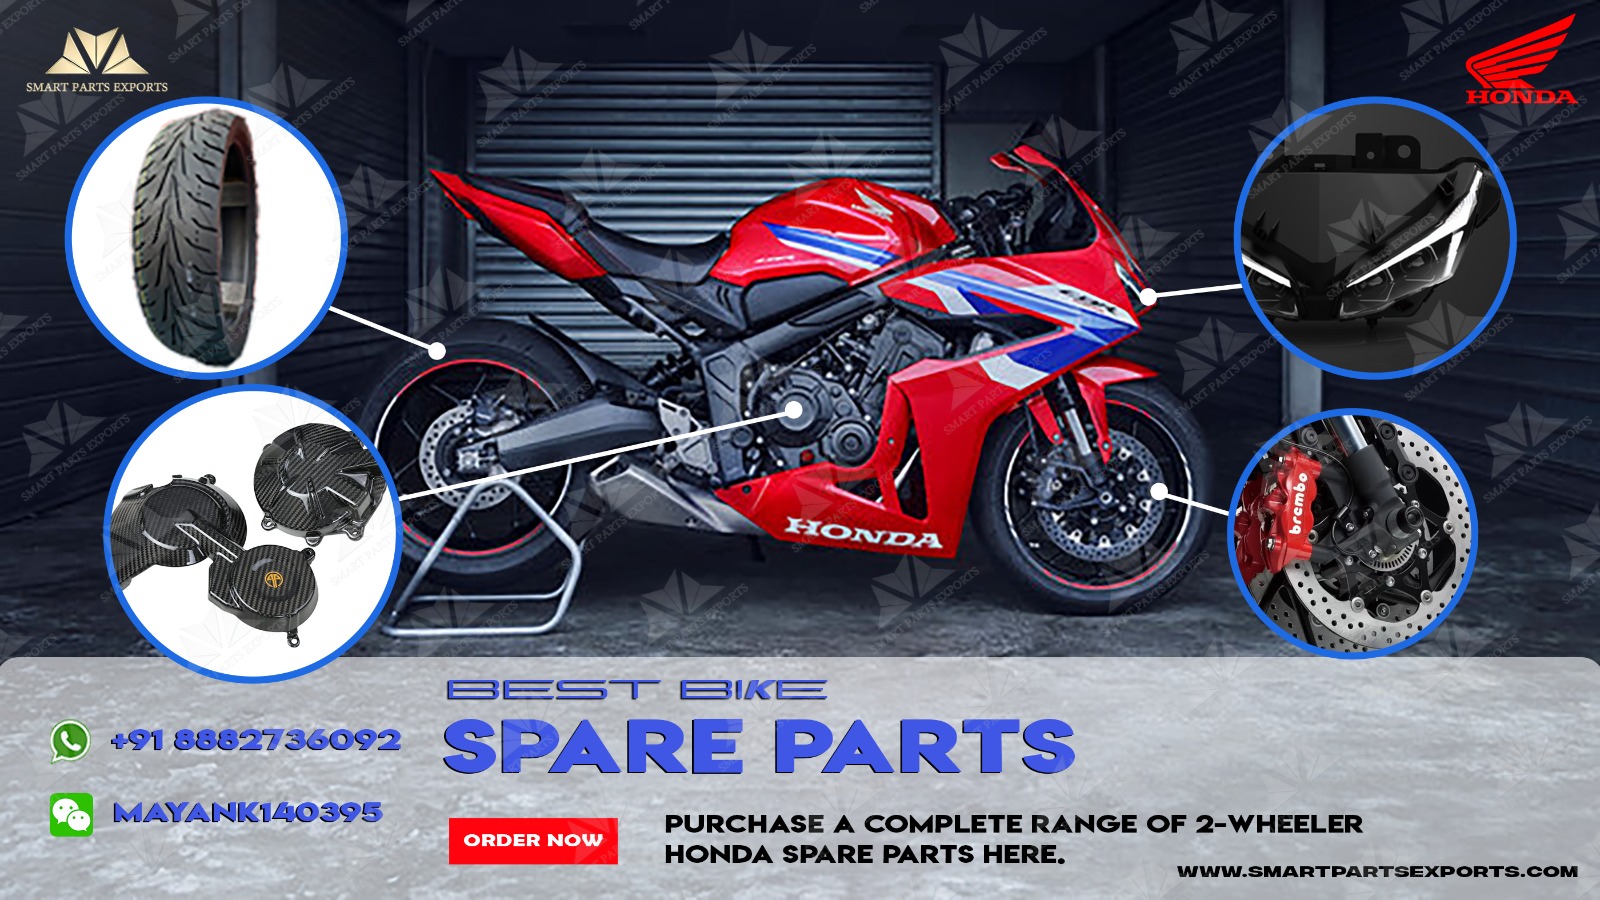 SMART PARTS EXPORTS
HONDA
HONDA
brembo
BEST BIKE
SPARE PARTS
+91 8882736092
MAYANK140395
ORDER NOW
PURCHASE A COMPLETE RANGE OF 2-WHEELER
HONDA SPARE PARTS HERE.
WWW.SMARTPARTSEXPORTS.COM